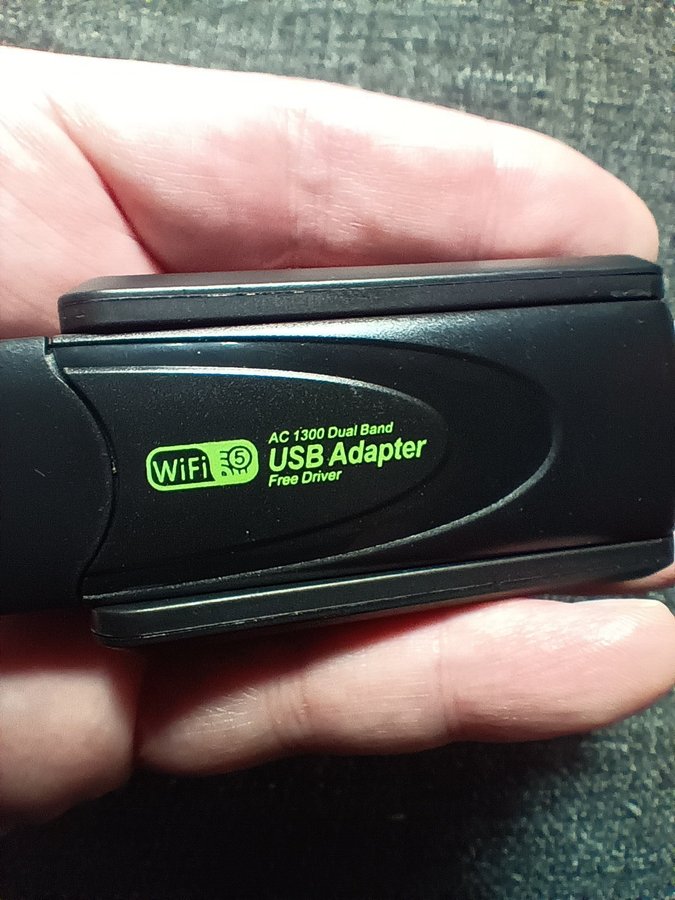 WiFi 5
AC 1300 Dual Band
USB Adapter
Free Driver